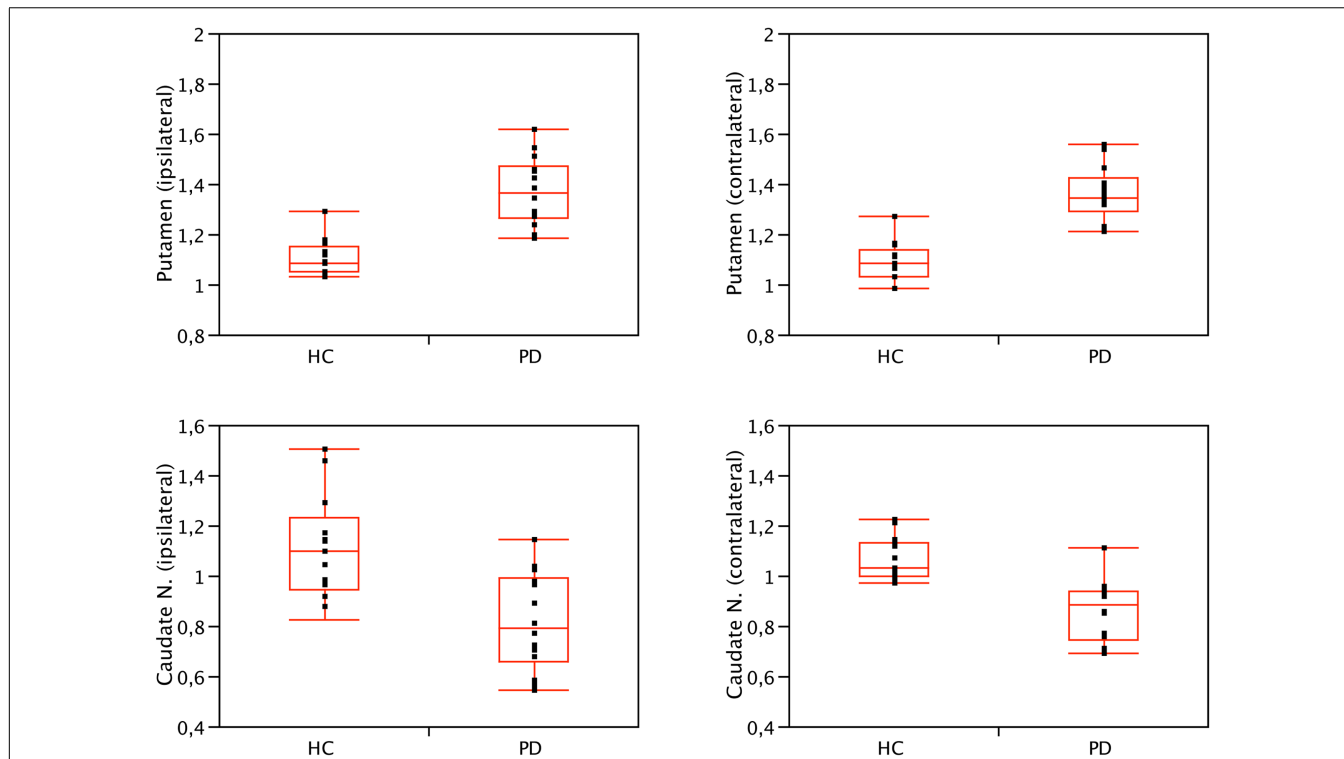 Putamen (ipsilateral)
2
1,8
1,6
1,4
1,2
1
0,8
HC
PD
Putamen (contralateral)
2
1,8
1,6
1,4
1,2
1
0,8
HC
PD
Caudate N. (ipsilateral)
1,6
1,4
1,2
1
0,8
0,6
0,4
HC
PD
Caudate N. (contralateral)
1,6
1,4
1,2
1
0,8
0,6
0,4
HC
PD